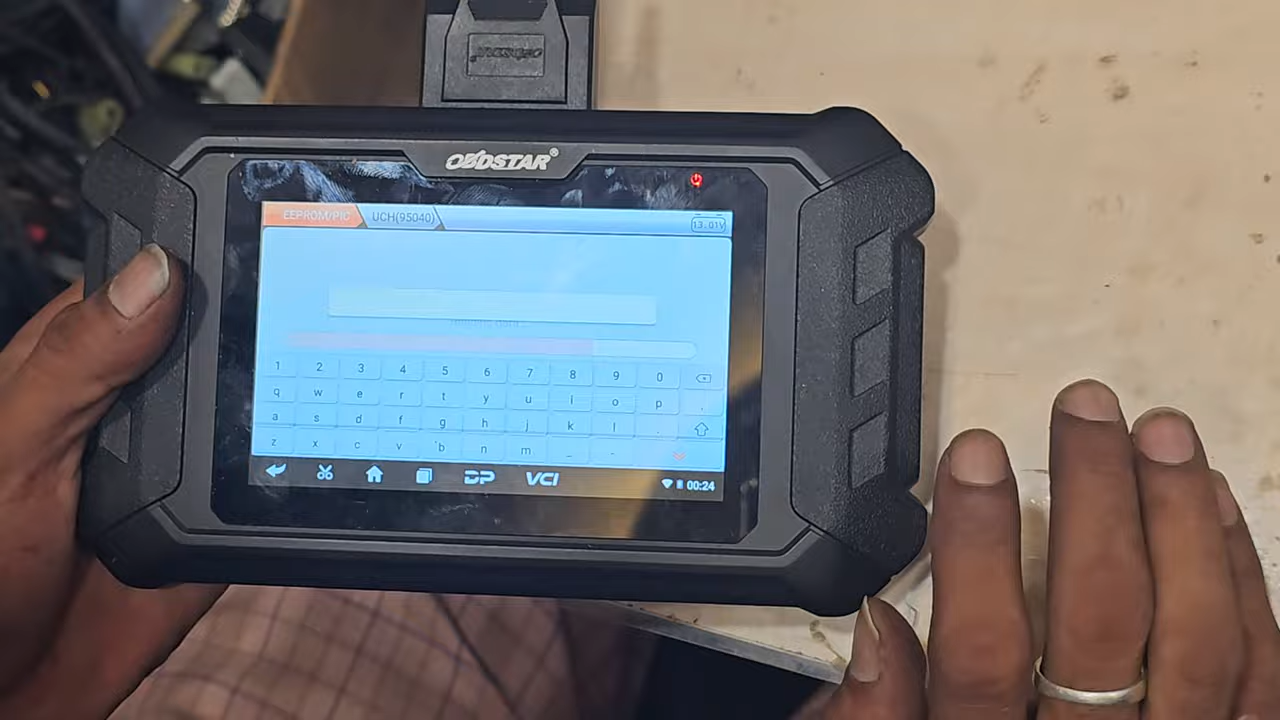 OBDSTAR®
EEPROM/PIC UCH(95040) 13.01V
1 2 3 4 5 6 7 8 9 0
q w e r t y u i o p .
a s d f g h j k l .
z x c v b n m _ -
DP VCI 00:24